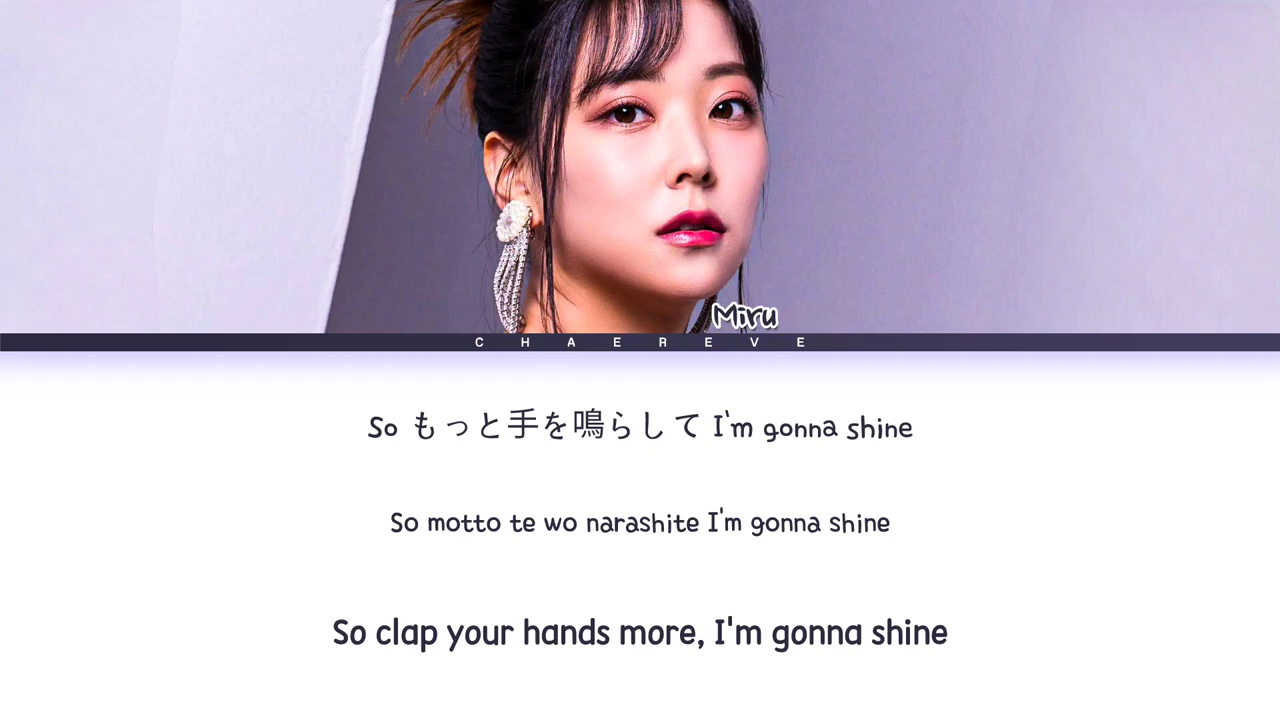 Miru
CHAEREVE
So もっと手を鳴らして I'm gonna shine
So motto te wo narashite I'm gonna shine
So clap your hands more, I'm gonna shine